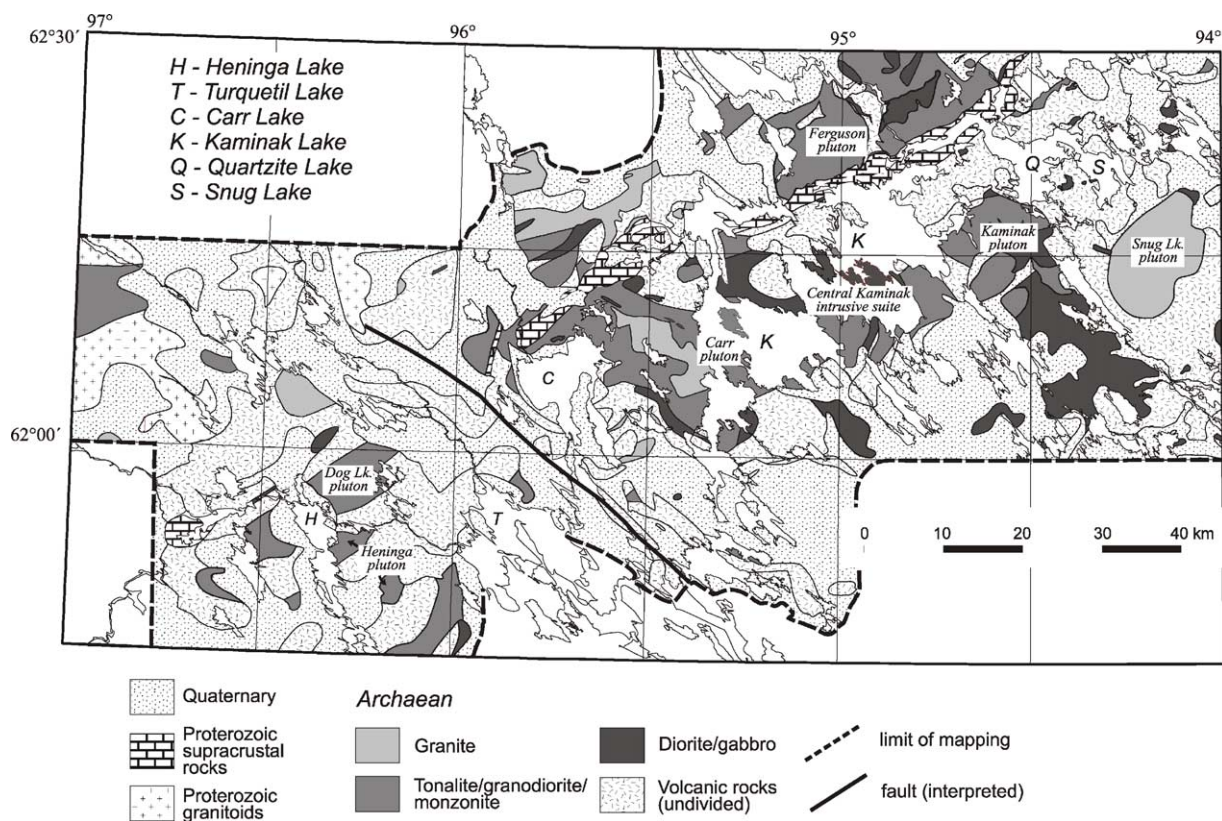 97°
96°
95°
94°
62°30´
H - Heninga Lake
T - Turquetil Lake
C - Carr Lake
K - Kaminak Lake
Q - Quartzite Lake
S - Snug Lake
Ferguson
pluton
Q
S
K
Kaminak
pluton
Snug Lk.
pluton
Central Kaminak
intrusive suite
Carr
pluton
K
C
62°00´
Dog Lk.
pluton
H
T
Heninga
pluton
0 10 20 30 40 km
Quaternary
Proterozoic
supracrustal
rocks
Proterozoic
granitoids
Archaean
Granite
Tonalite/granodiorite/
monzonite
Diorite/gabbro
Volcanic rocks
(undivided)
limit of mapping
fault (interpreted)